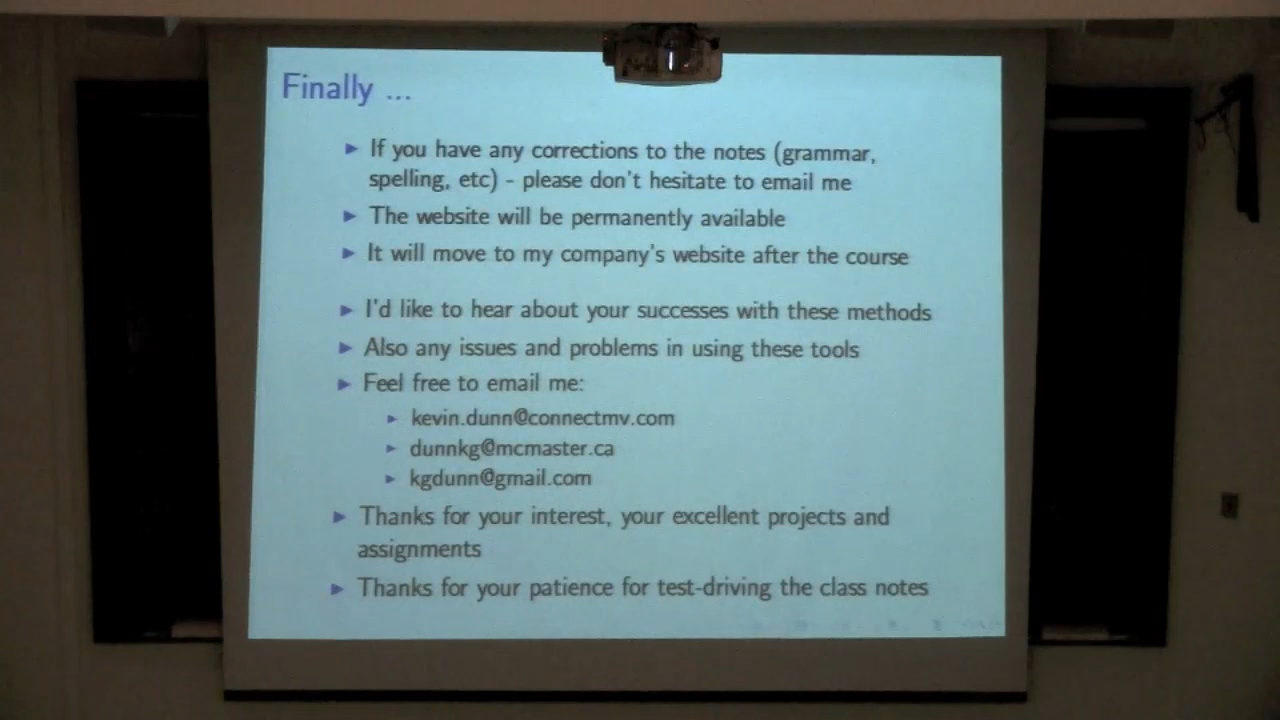 Finally ...
► If you have any corrections to the notes (grammar,
spelling, etc) - please don't hesitate to email me
► The website will be permanently available
► It will move to my company's website after the course
► I'd like to hear about your successes with these methods
► Also any issues and problems in using these tools
► Feel free to email me:
► kevin.dunn@connectmv.com
► dunnkg@mcmaster.ca
► kgdunn@gmail.com
► Thanks for your interest, your excellent projects and
assignments
► Thanks for your patience for test-driving the class notes